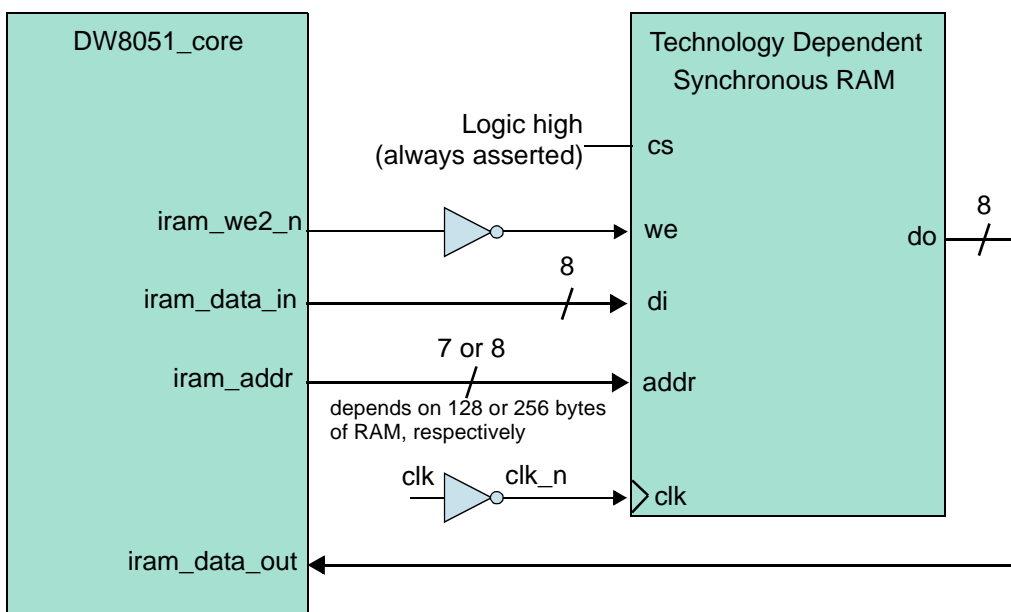 DW8051_core
Technology Dependent
Synchronous RAM
Logic high
(always asserted)
cs
iram_we2_n
we
do
8
iram_data_in
8
di
iram_addr
7 or 8
addr
depends on 128 or 256 bytes
of RAM, respectively
clk
clk_n
clk
iram_data_out